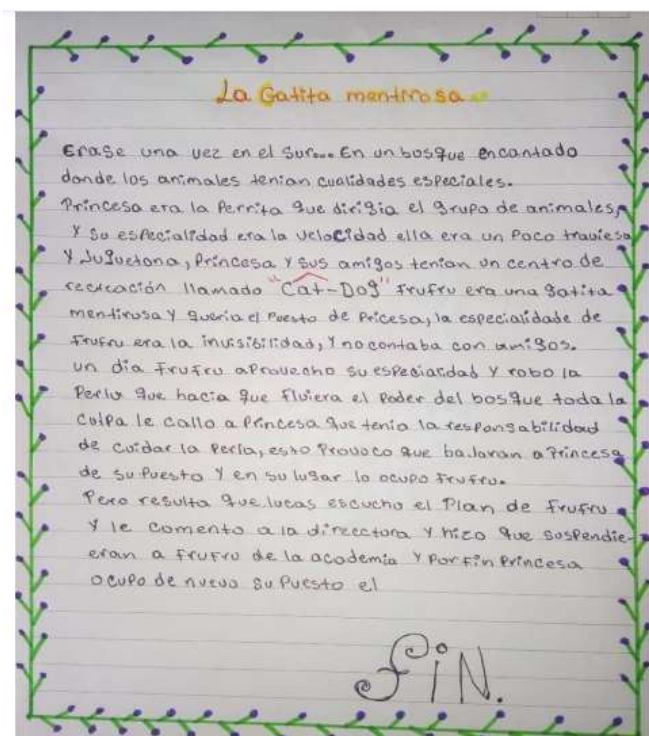 La Gatita mentirosa
Erase una vez en el sur... En un bosque encantado
donde los animales tenian cualidades especiales.
Princesa era la Perrita que dirigia el grupo de animales,
Y su especialidad era la velocidad ella era un Poco traviesa
Y Juguetona, Princesa Y sus amigos tenian un centro de
recreación llamado "Cat-Dog" frufru era una gatita
mentirosa Y queria el Puesto de Pricesa, la especialidade de
frufru era la invisibilidad, Y no contaba con amigos.
un dia frufru aProvecho su especiaidad Y robo la
Perla que hacia que fluiera el Poder del bosque toda la
culpa le callo a Princesa que tenia la responsabilidad
de cuidar la perla, esto Provoco que bajaran a Princesa
de su Puesto Y en su lugar lo ocupo frufru.
Pero resulta que lucas escucho el Plan de frufru
Y le comento a la direcctora Y hizo que suspendie-
eran a frufru de la academia Y Por fin Princesa
ocupo de nuevo su Puesto el
FIN.